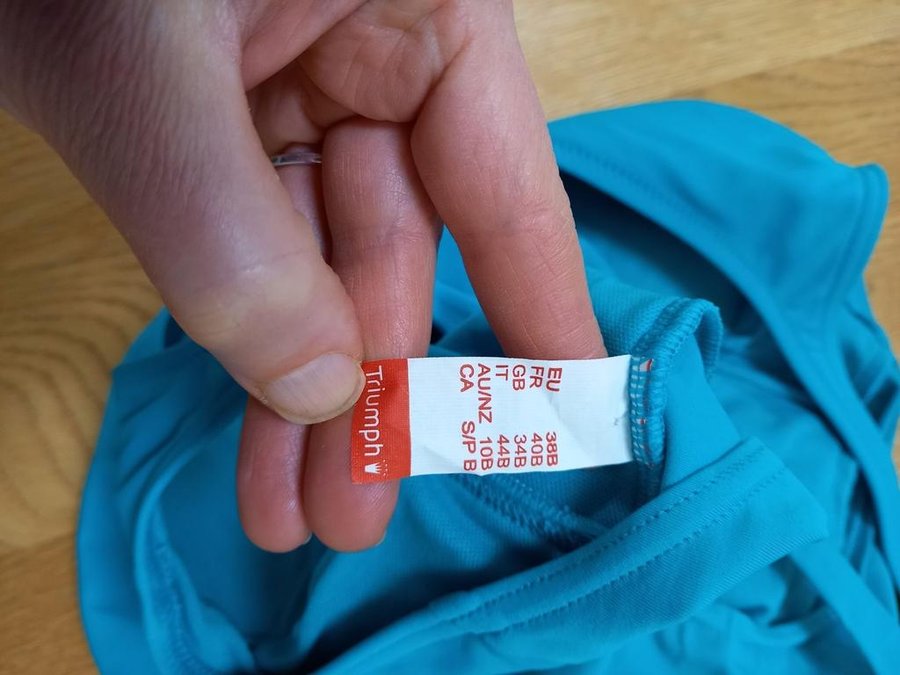 Triumph
EU 38B
FR 40B
GB 34B
IT 44B
AU/NZ 10B
CA S/P B